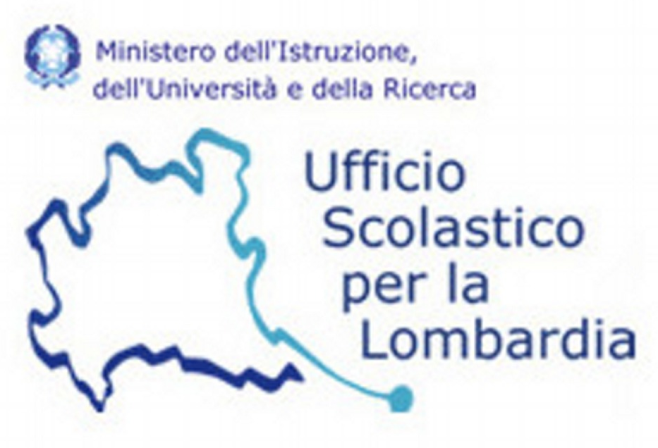 Ministero dell'Istruzione,
dell'Università e della Ricerca
Ufficio
Scolastico
per la
Lombardia